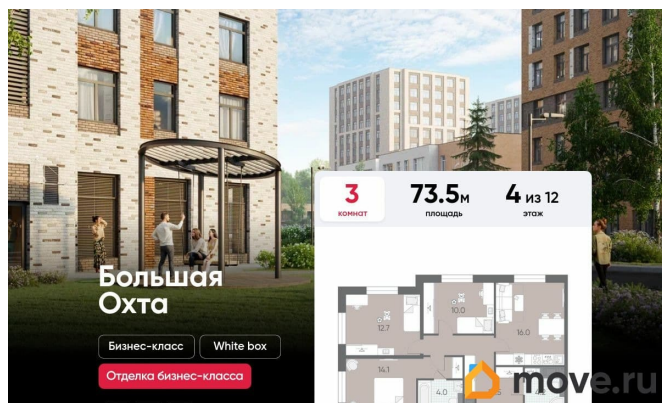 3
комнат
73.5м
площадь
4 из 12
этаж
Большая
Охта
Бизнес-класс
White box
Отделка бизнес-класса
12.7
10.0
16.0
14.1
4.0
move.ru